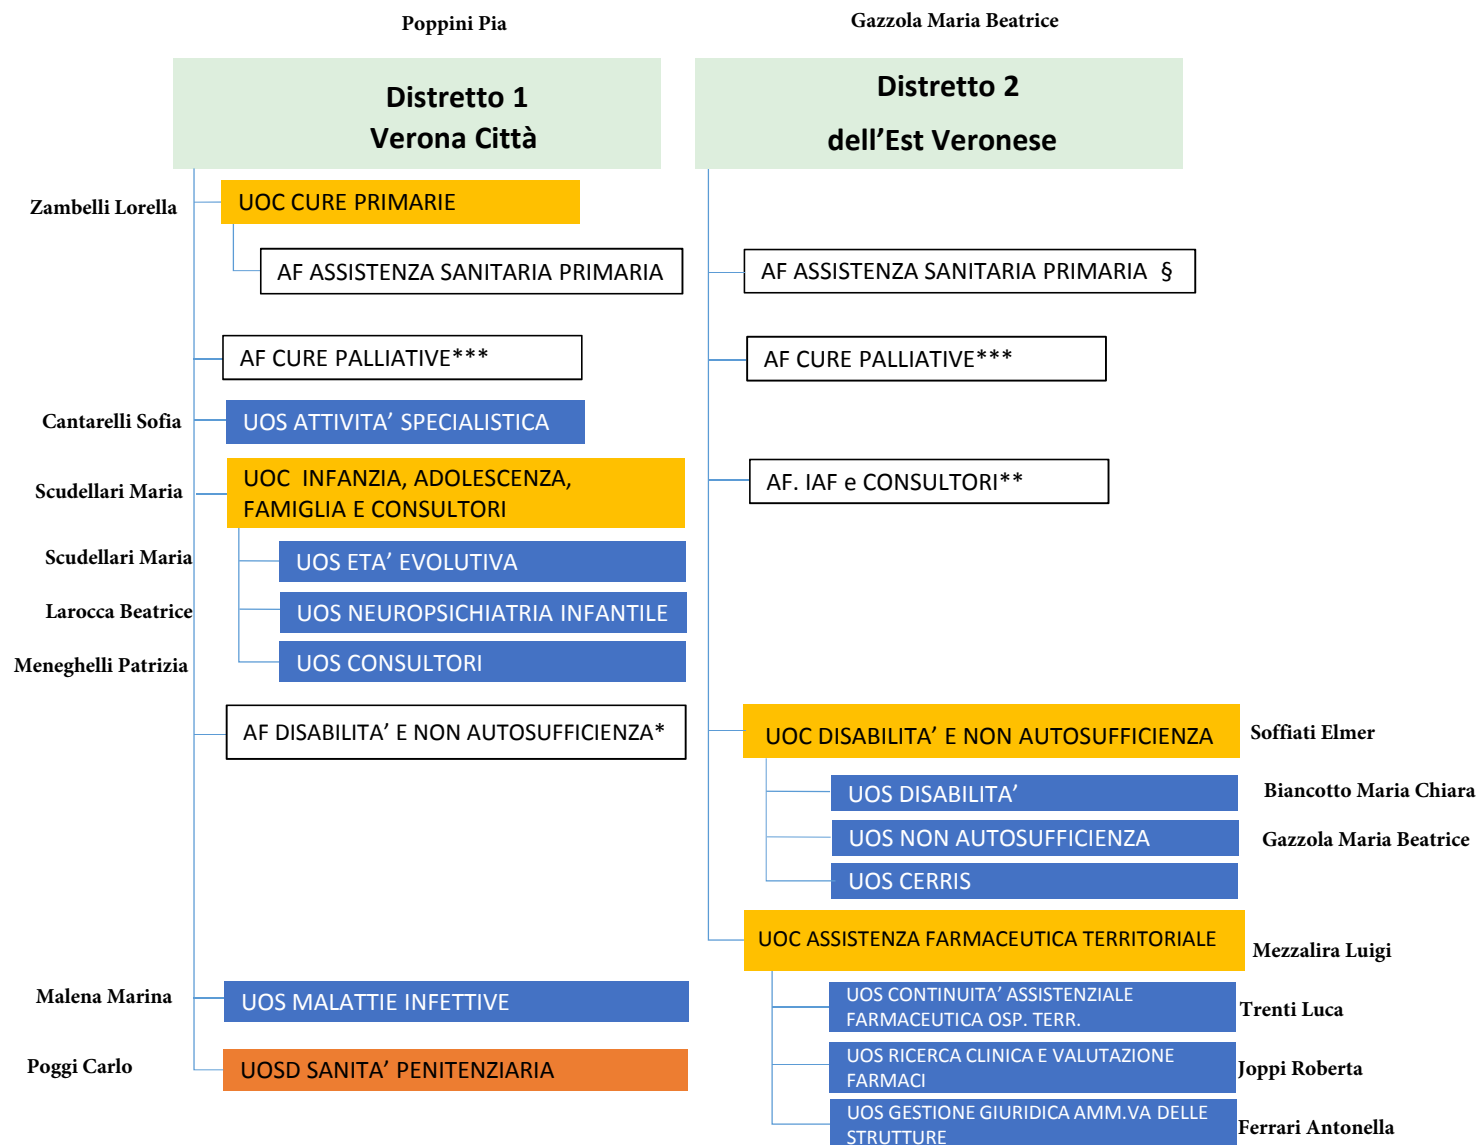 Poppini Pia
Distretto 1
Verona Città
Zambelli Lorella
UOC CURE PRIMARIE
AF ASSISTENZA SANITARIA PRIMARIA
AF CURE PALLIATIVE***
Cantarelli Sofia
UOS ATTIVITA’ SPECIALISTICA
Scudellari Maria
UOC  INFANZIA, ADOLESCENZA,
FAMIGLIA E CONSULTORI
Scudellari Maria
UOS ETA’ EVOLUTIVA
Larocca Beatrice
UOS NEUROPSICHIATRIA INFANTILE
Meneghelli Patrizia
UOS CONSULTORI
AF DISABILITA’ E NON AUTOSUFFICIENZA*
Malena Marina
UOS MALATTIE INFETTIVE
Poggi Carlo
UOSD SANITA’ PENITENZIARIA
Gazzola Maria Beatrice
Distretto 2
dell’Est Veronese
AF ASSISTENZA SANITARIA PRIMARIA  §
AF CURE PALLIATIVE***
AF. IAF e CONSULTORI**
UOC DISABILITA’ E NON AUTOSUFFICIENZA
Soffiati Elmer
UOS DISABILITA’
Biancotto Maria Chiara
UOS NON AUTOSUFFICIENZA
Gazzola Maria Beatrice
UOS CERRIS
UOC ASSISTENZA FARMACEUTICA TERRITORIALE
Mezzalira Luigi
UOS CONTINUITA’ ASSISTENZIALE
FARMACEUTICA OSP. TERR.
Trenti Luca
UOS RICERCA CLINICA E VALUTAZIONE
FARMACI
Joppi Roberta
UOS GESTIONE GIURIDICA AMM.VA DELLE
STRUTTURE
Ferrari Antonella